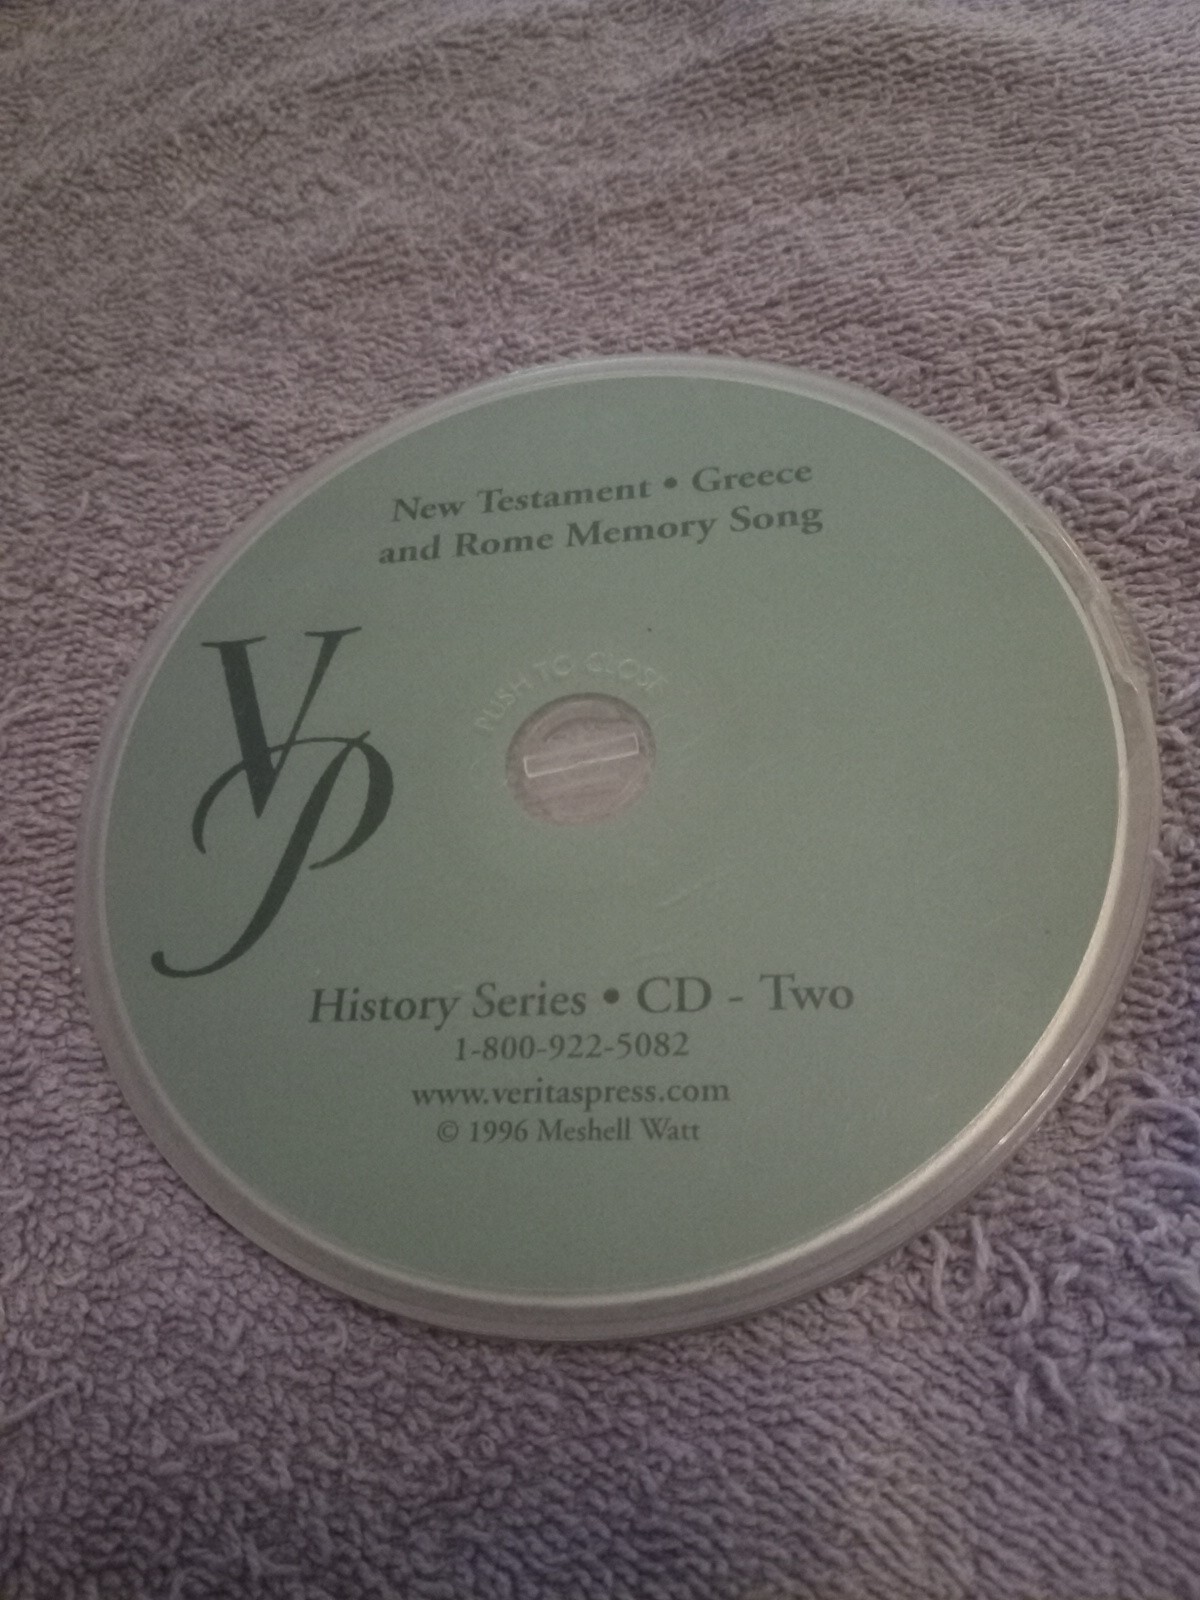 New Testament • Greece
and Rome Memory Song
PUSH TO CLOSE
VP
History Series • CD - Two
1-800-922-5082
www.veritaspress.com
© 1996 Meshell Watt